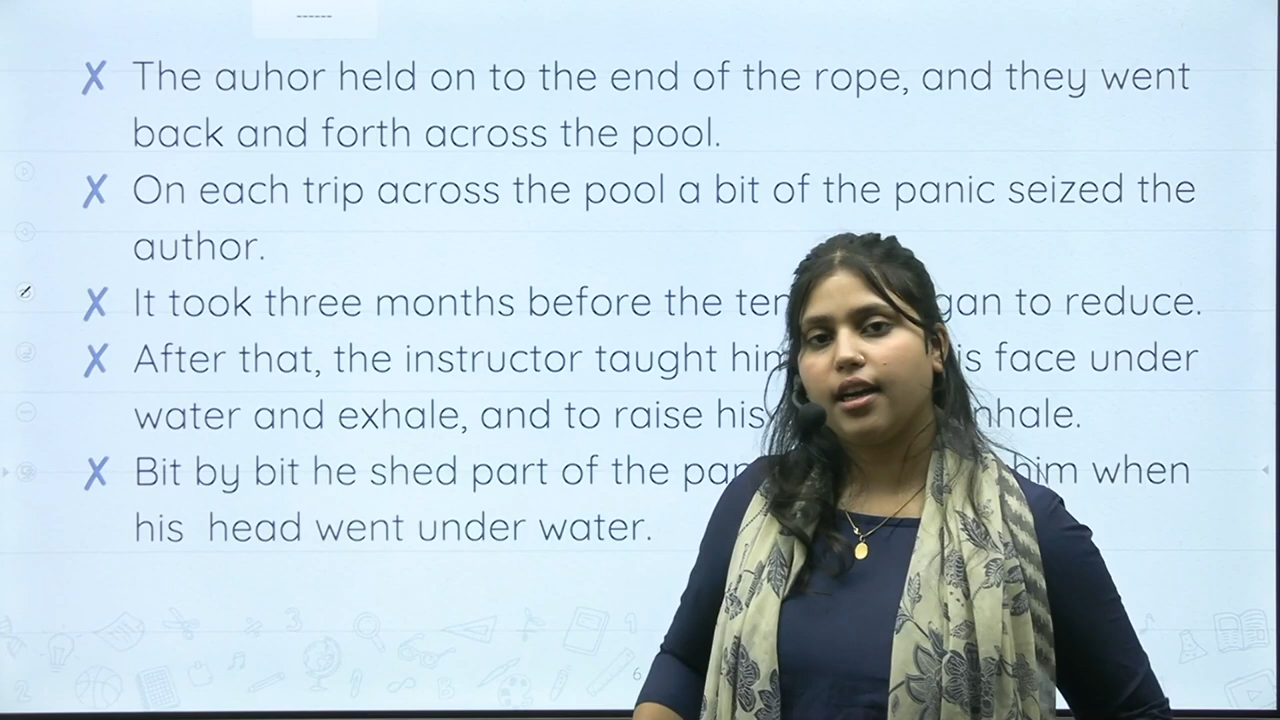 ------
✗ The auhor held on to the end of the rope, and they went
back and forth across the pool.
✗ On each trip across the pool a bit of the panic seized the
author.
✗ It took three months before the to reduce.
✗ After that, the instructor taught face under
water and exhale, and to raise his
✗ Bit by bit he shed part of the him when
his head went under water.
6